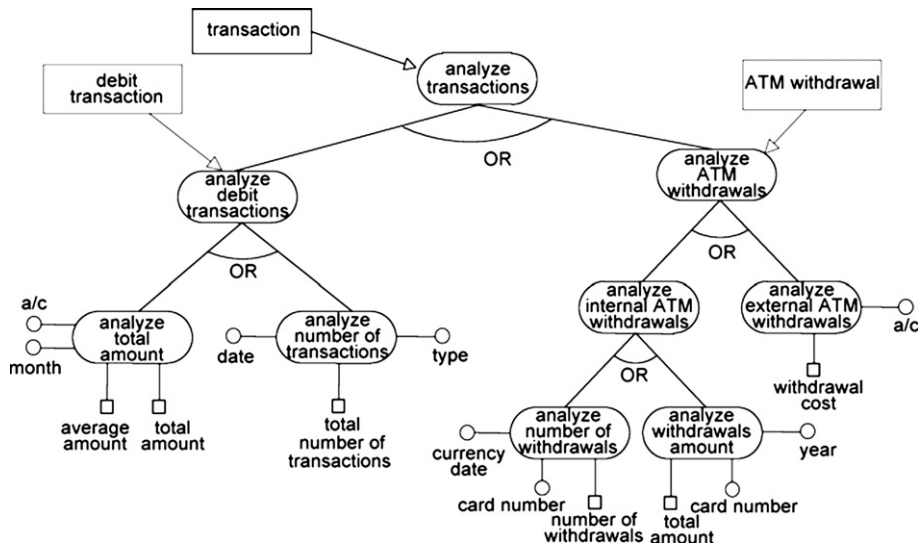 transaction
analyze
transactions
debit
transaction
ATM withdrawal
OR
analyze
debit
transactions
analyze
ATM
withdrawals
OR
OR
analyze
total
amount
a/c
month
average
amount
total
amount
analyze
number of
transactions
date
type
total
number of
transactions
analyze
internal ATM
withdrawals
analyze
external ATM
withdrawals
a/c
withdrawal
cost
OR
analyze
number of
withdrawals
currency
date
card number
number of
withdrawals
analyze
withdrawals
amount
year
total
amount
card number